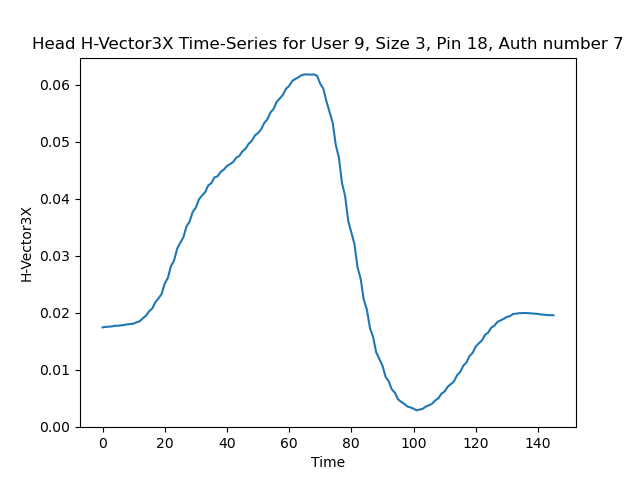 Head H-Vector3X Time-Series for User 9, Size 3, Pin 18, Auth number 7
H-Vector3X
0.06
0.05
0.04
0.03
0.02
0.01
0.00
0 20 40 60 80 100 120 140
Time